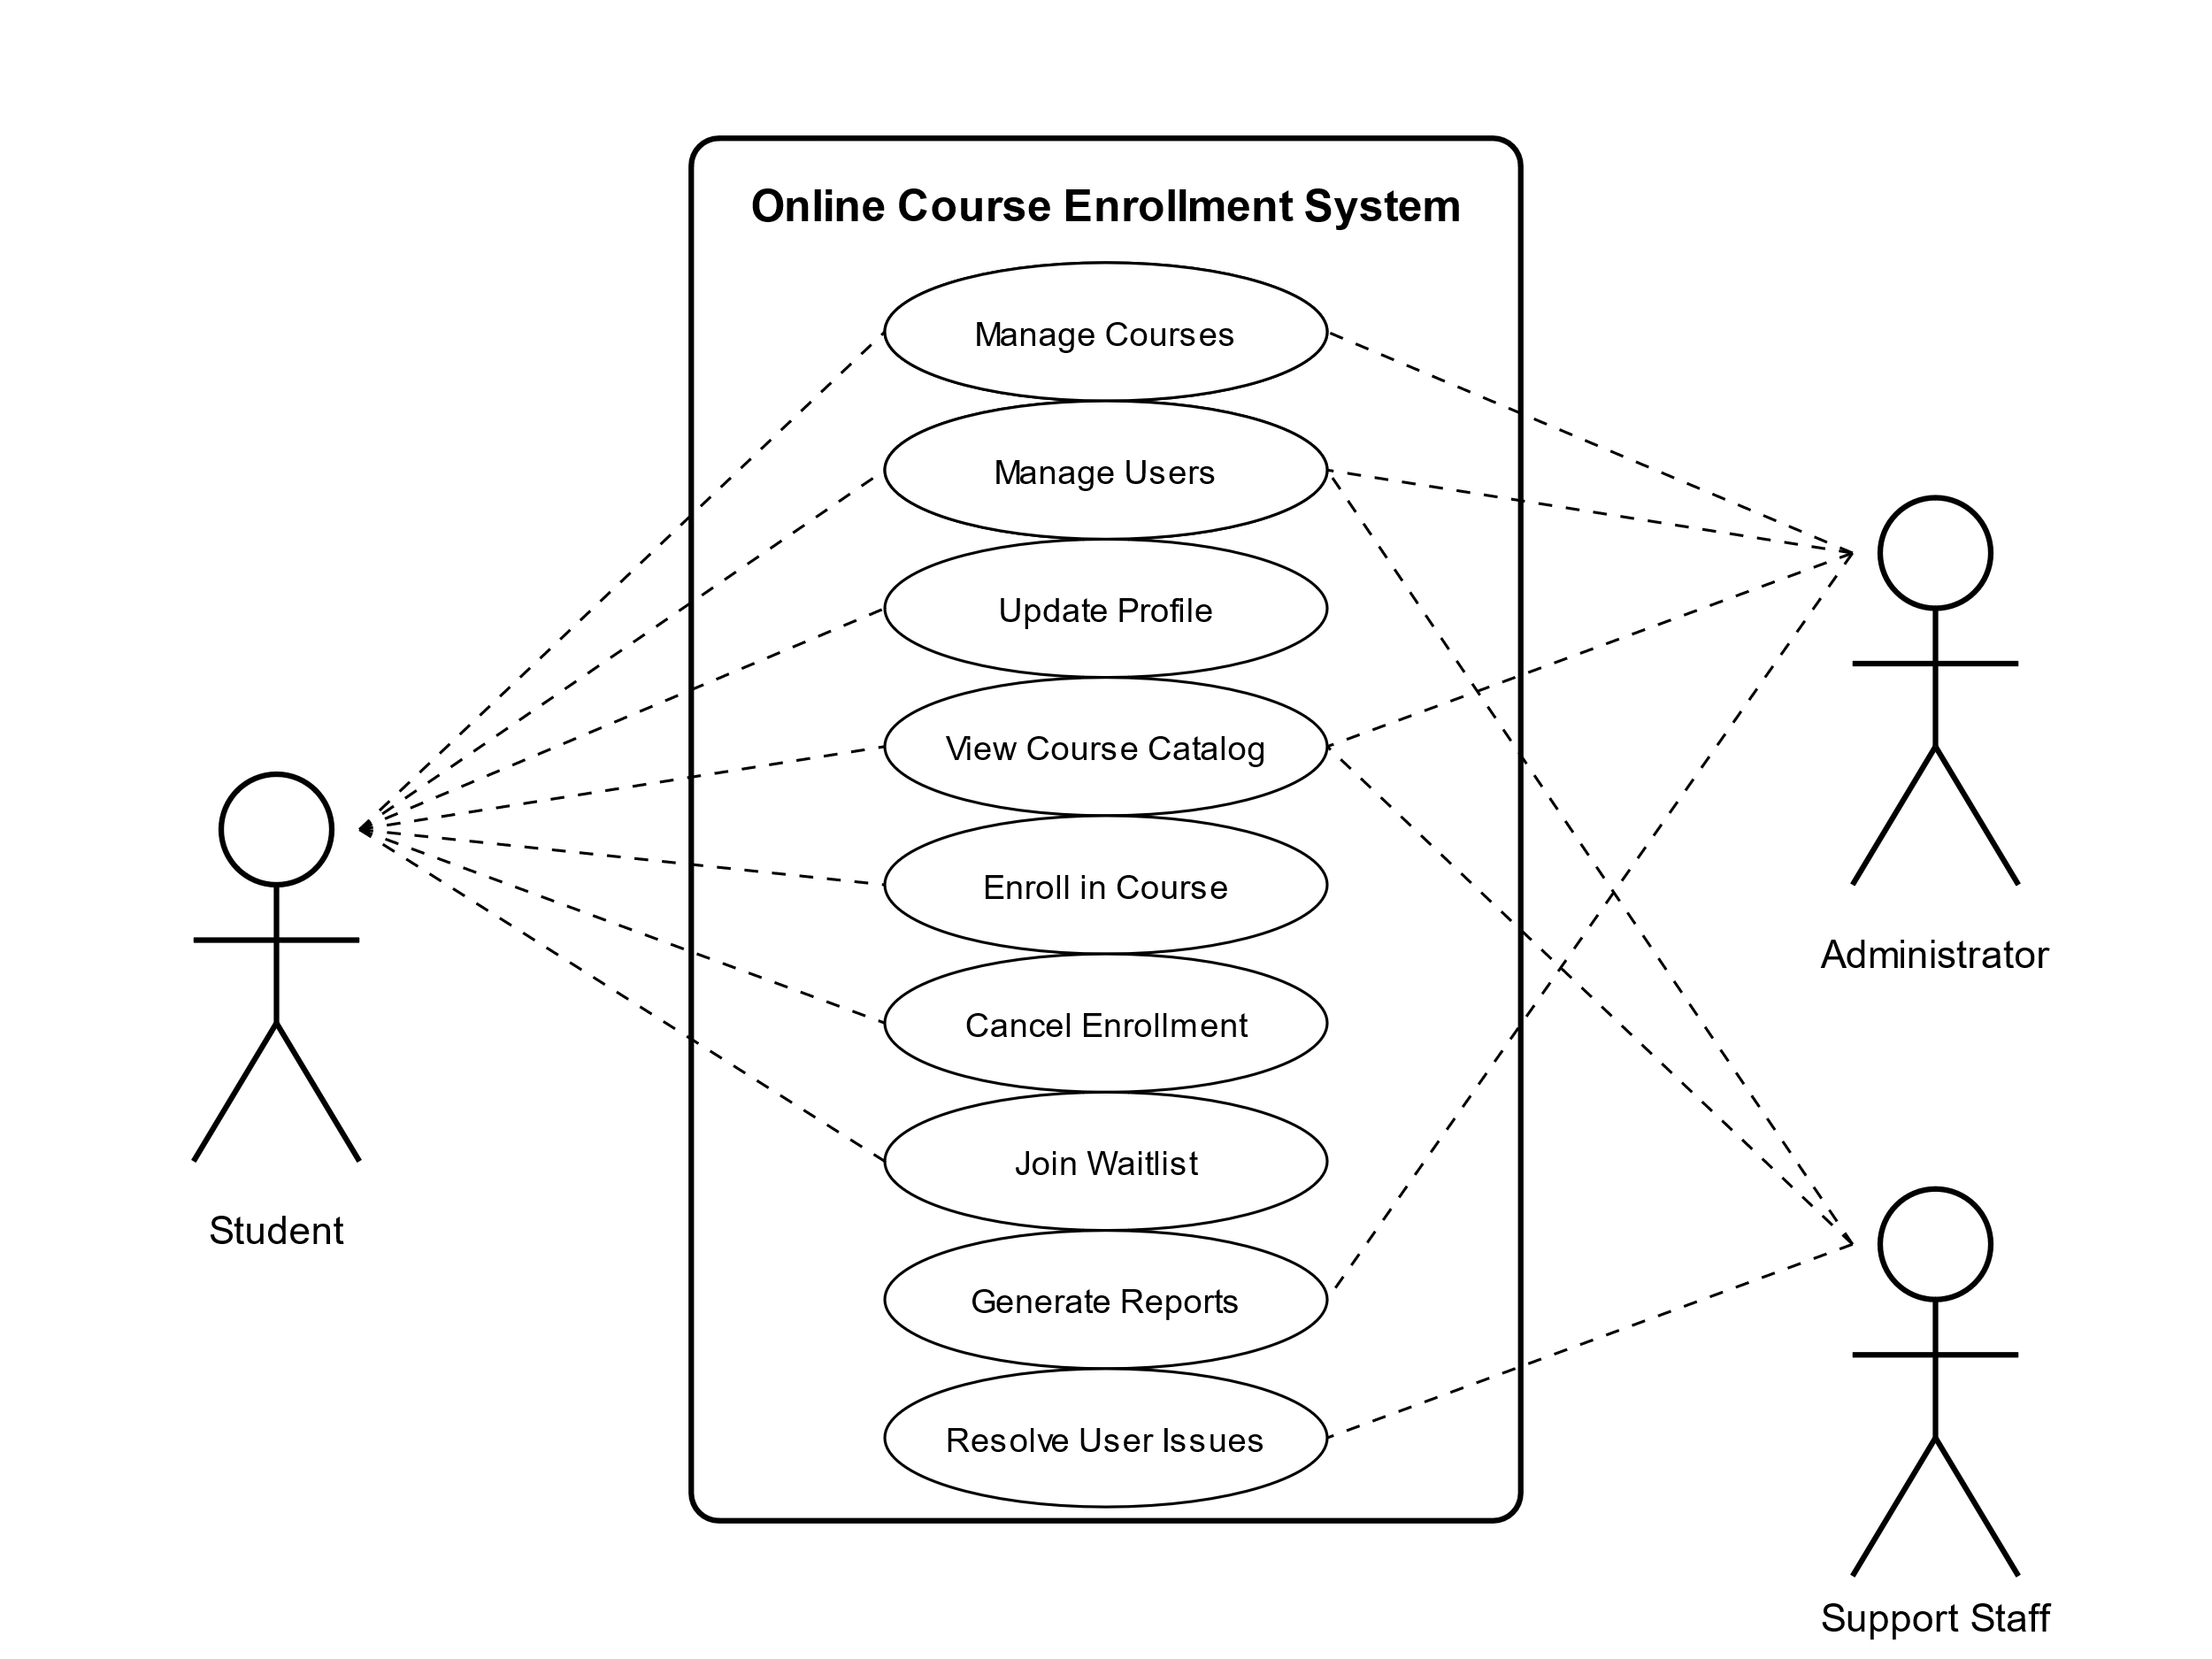 Online Course Enrollment System
Manage Courses
Manage Users
Update Profile
View Course Catalog
Enroll in Course
Cancel Enrollment
Join Waitlist
Generate Reports
Resolve User Issues
Student
Administrator
Support Staff